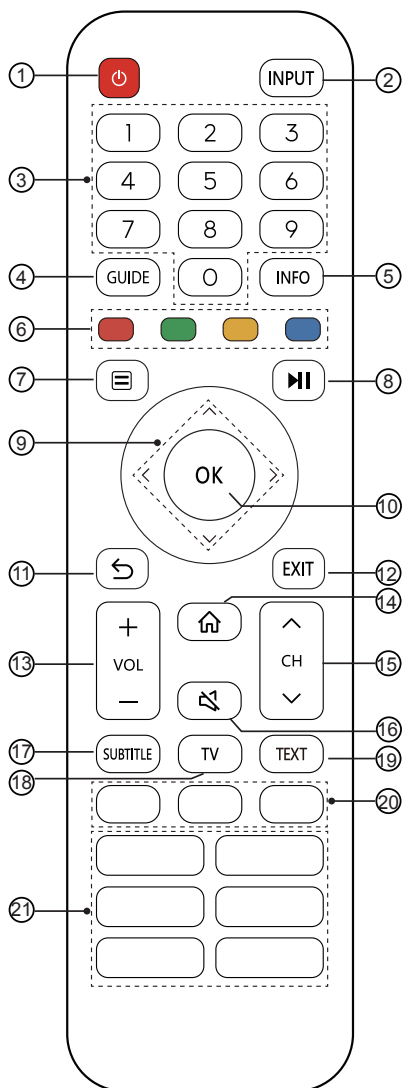 ① INPUT ②
1 2 3
③ 4 5 6
7 8 9
④ GUIDE 0 INFO ⑤
⑥
⑦ ⑧
⑨
OK
⑩
⑪ EXIT ⑫
⑭
+
⑬ VOL CH ⑮
−
⑯
⑰ SUBTITLE TV TEXT ⑲
⑱
⑳
㉑